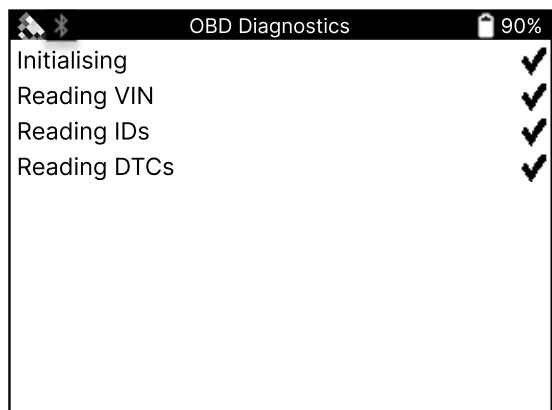 OBD Diagnostics 90%
Initialising
Reading VIN
Reading IDs
Reading DTCs